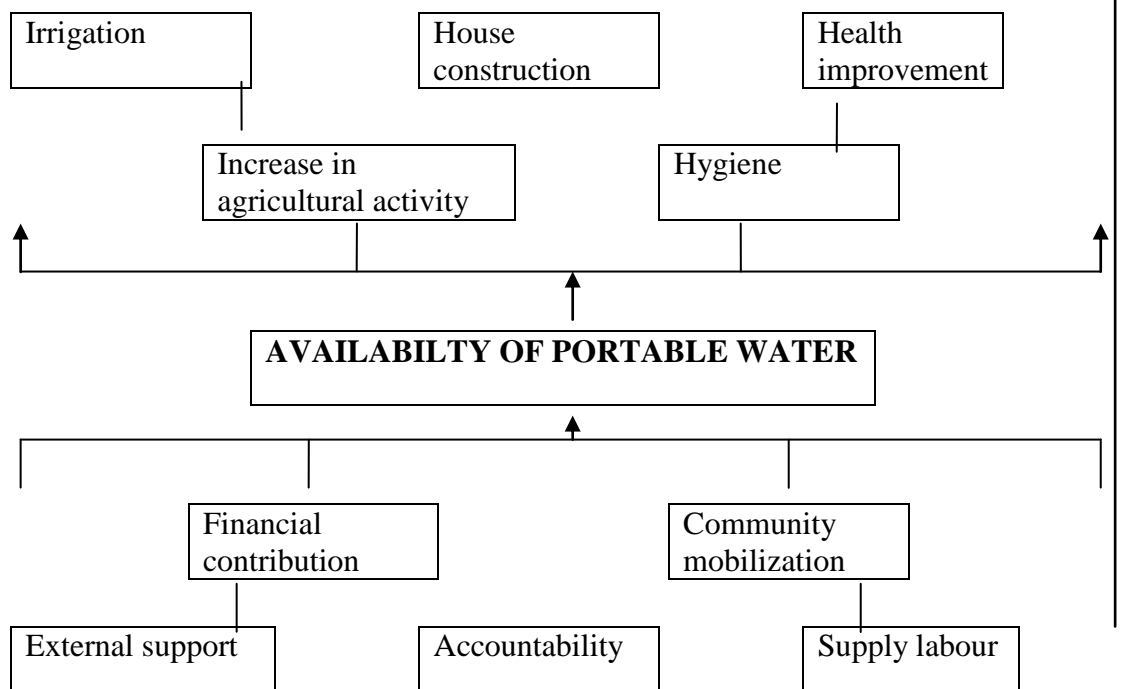 Irrigation
House
construction
Health
improvement
Increase in
agricultural activity
Hygiene
AVAILABILTY OF PORTABLE WATER
Financial
contribution
Community
mobilization
External support
Accountability
Supply labour